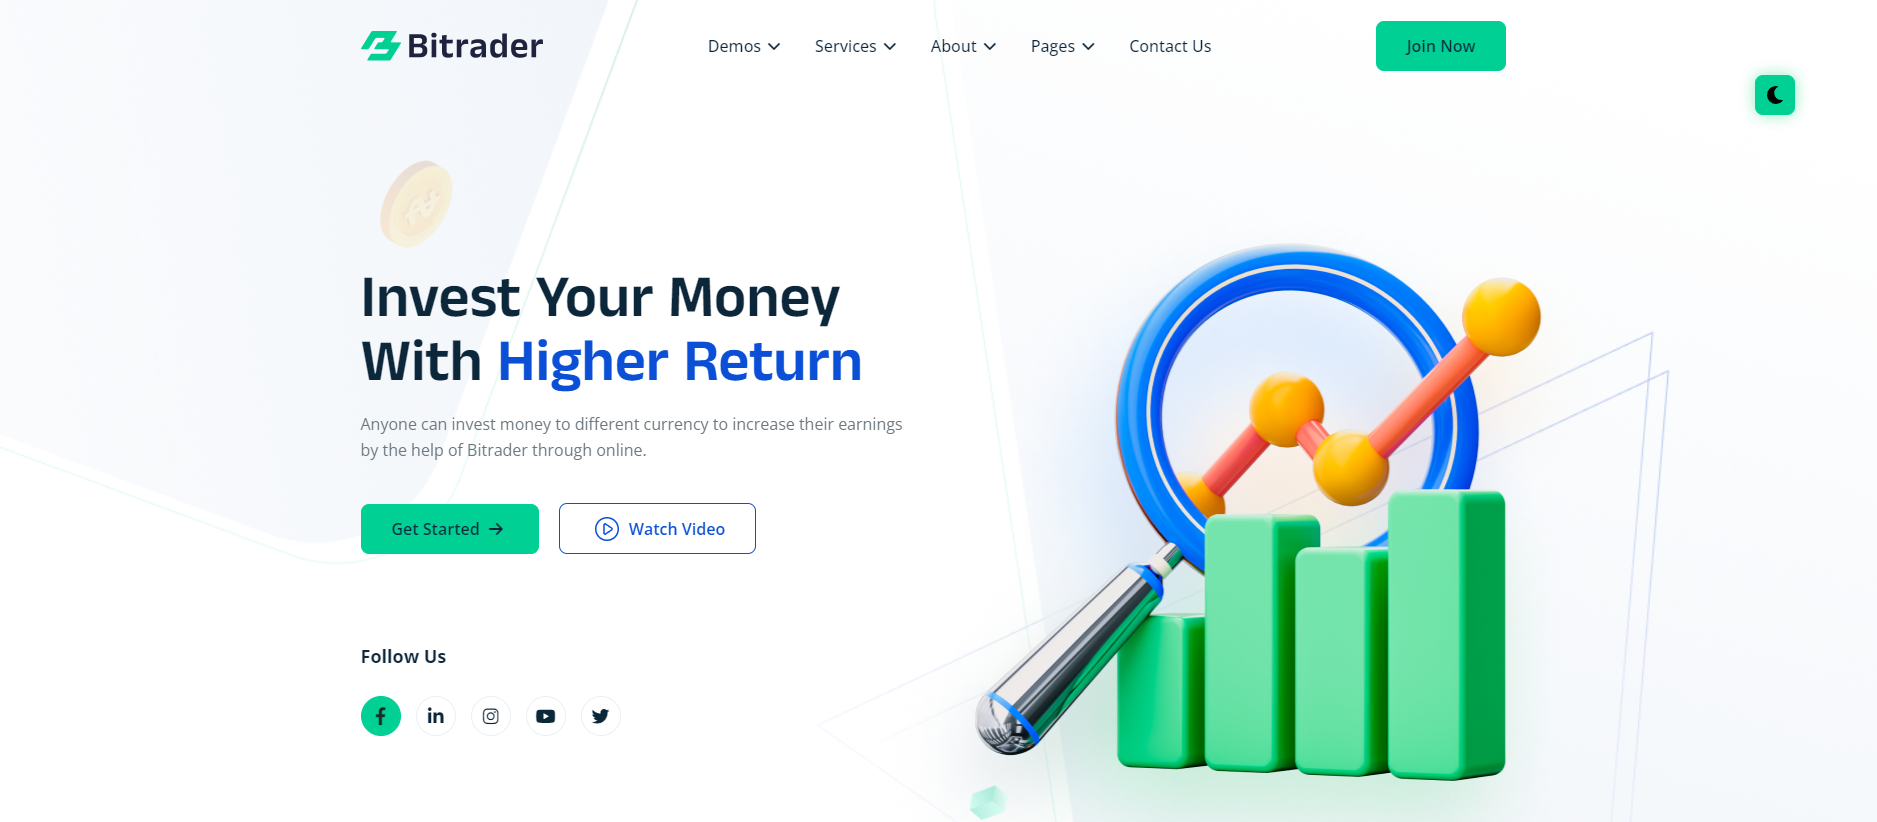 Bitrader
Demos
Services
About
Pages
Contact Us
Join Now
Invest Your Money
With Higher Return
Anyone can invest money to different currency to increase their earnings
by the help of Bitrader through online.
Get Started
Watch Video
Follow Us